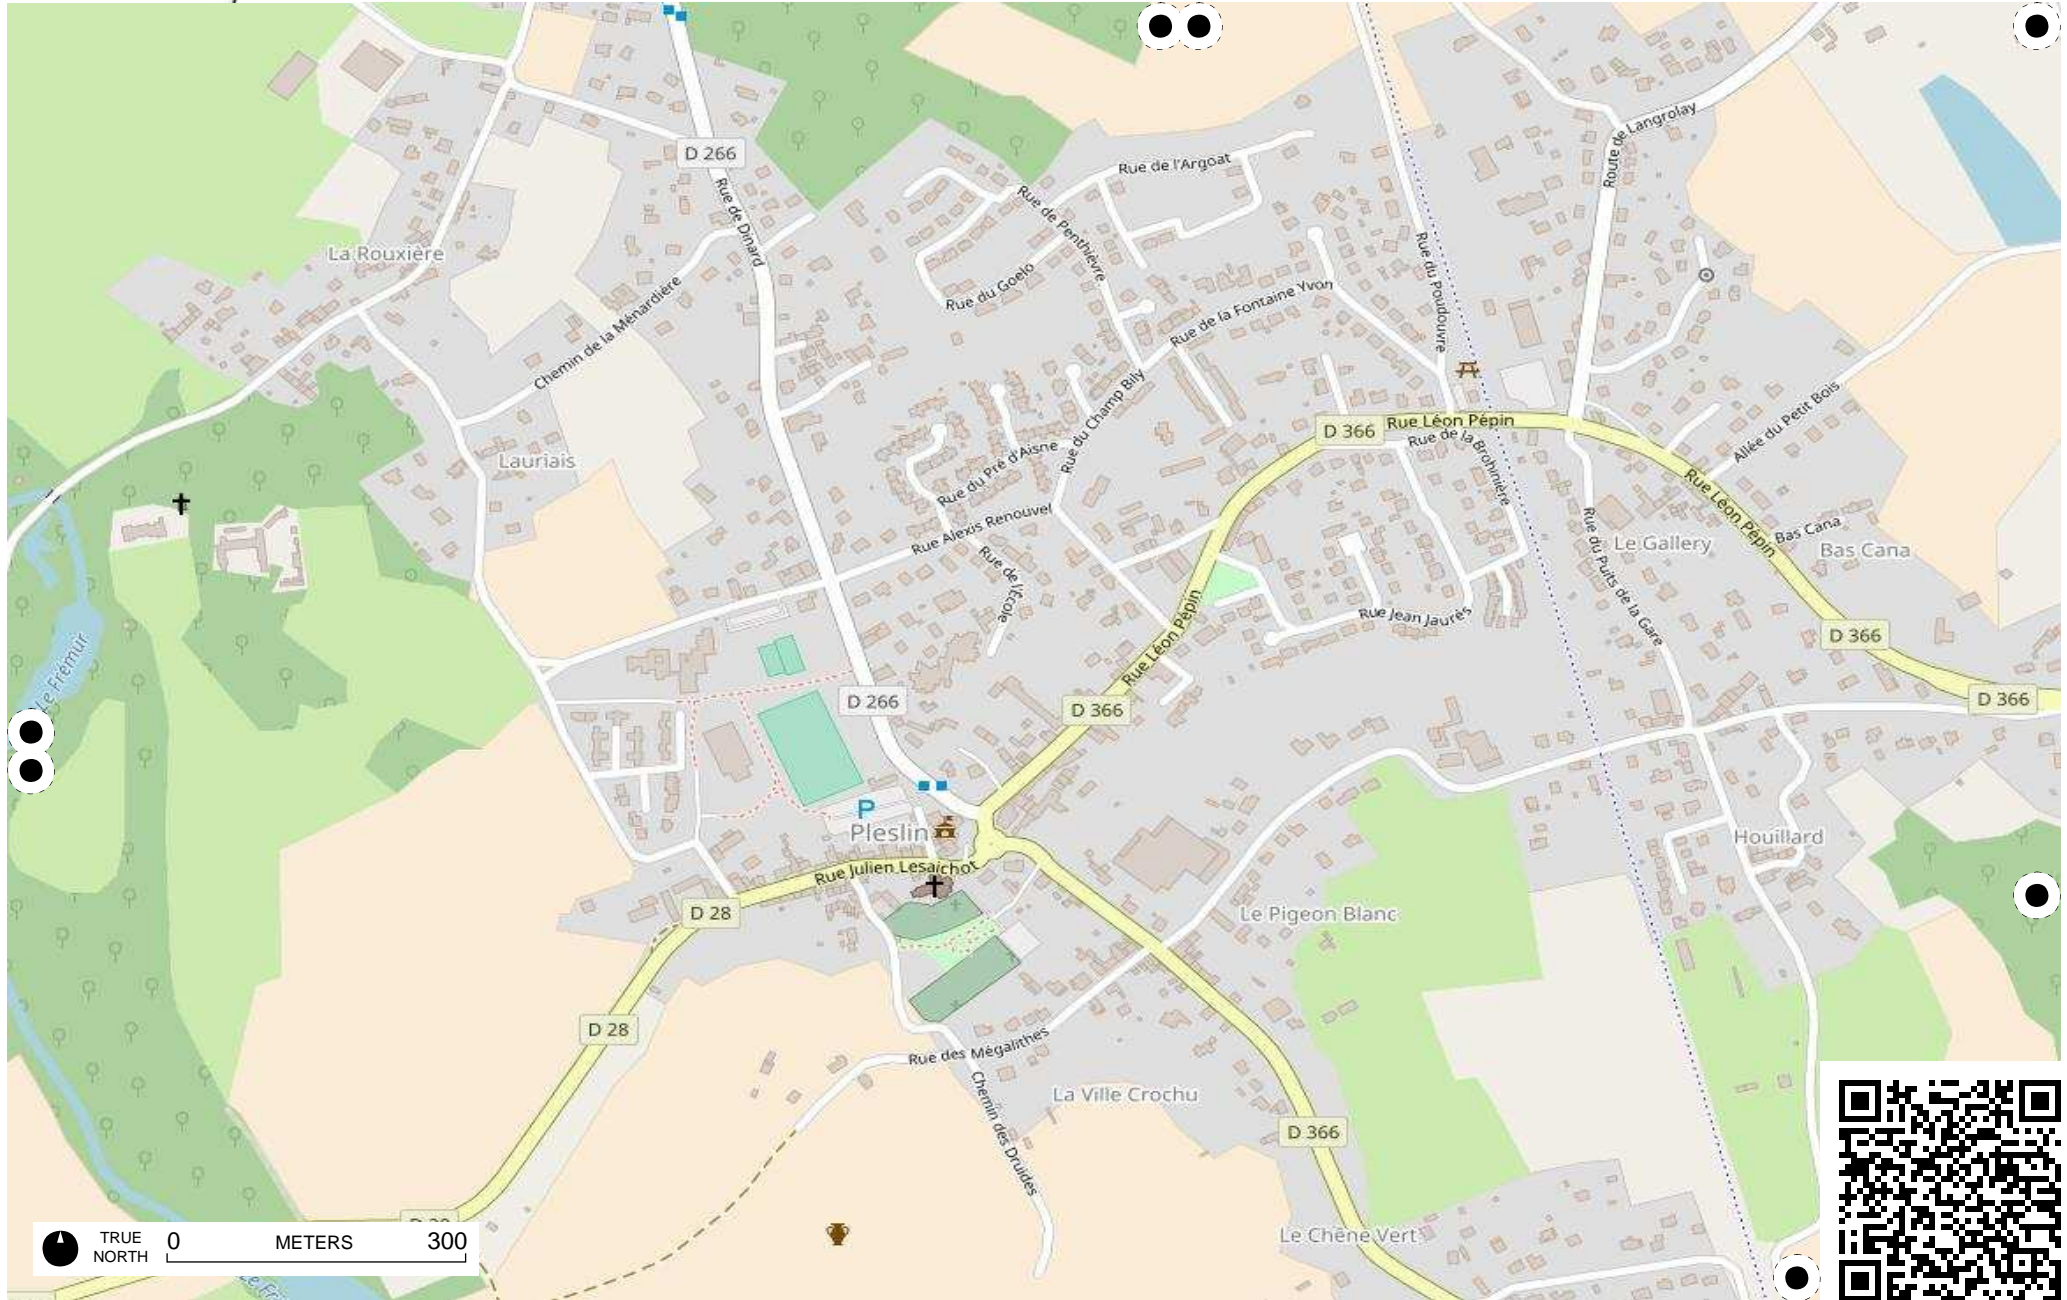 D 266
Rue de l'Argoat
Route de Langrolay
Rue de Dinard
Rue de Penthièvre
La Rouxière
Rue du Goelo
Rue du Poudouvre
Chemin de la Ménardière
Rue de la Fontaine Yvon
Rue du Champ Bily
D 366
Rue Léon Pépin
Rue de la Brohinière
Allée du Petit Bois
Lauriais
Rue du Pré d'Aisne
Rue Alexis Renouvel
Rue Léon Pépin
Bas Cana
Le Gallery
Bas Cana
Rue de l'École
Rue du Puits de la Gare
Rue Jean Jaurès
Rue Léon Pépin
D 366
Le Frémur
D 266
D 366
D 366
P
Pleslin
Houillard
Rue Julien Lesaichot
D 28
Le Pigeon Blanc
D 28
Rue des Mégalithes
La Ville Crochu
Chemin des Druides
D 366
Le Chêne Vert
TRUE
NORTH
0 METERS 300